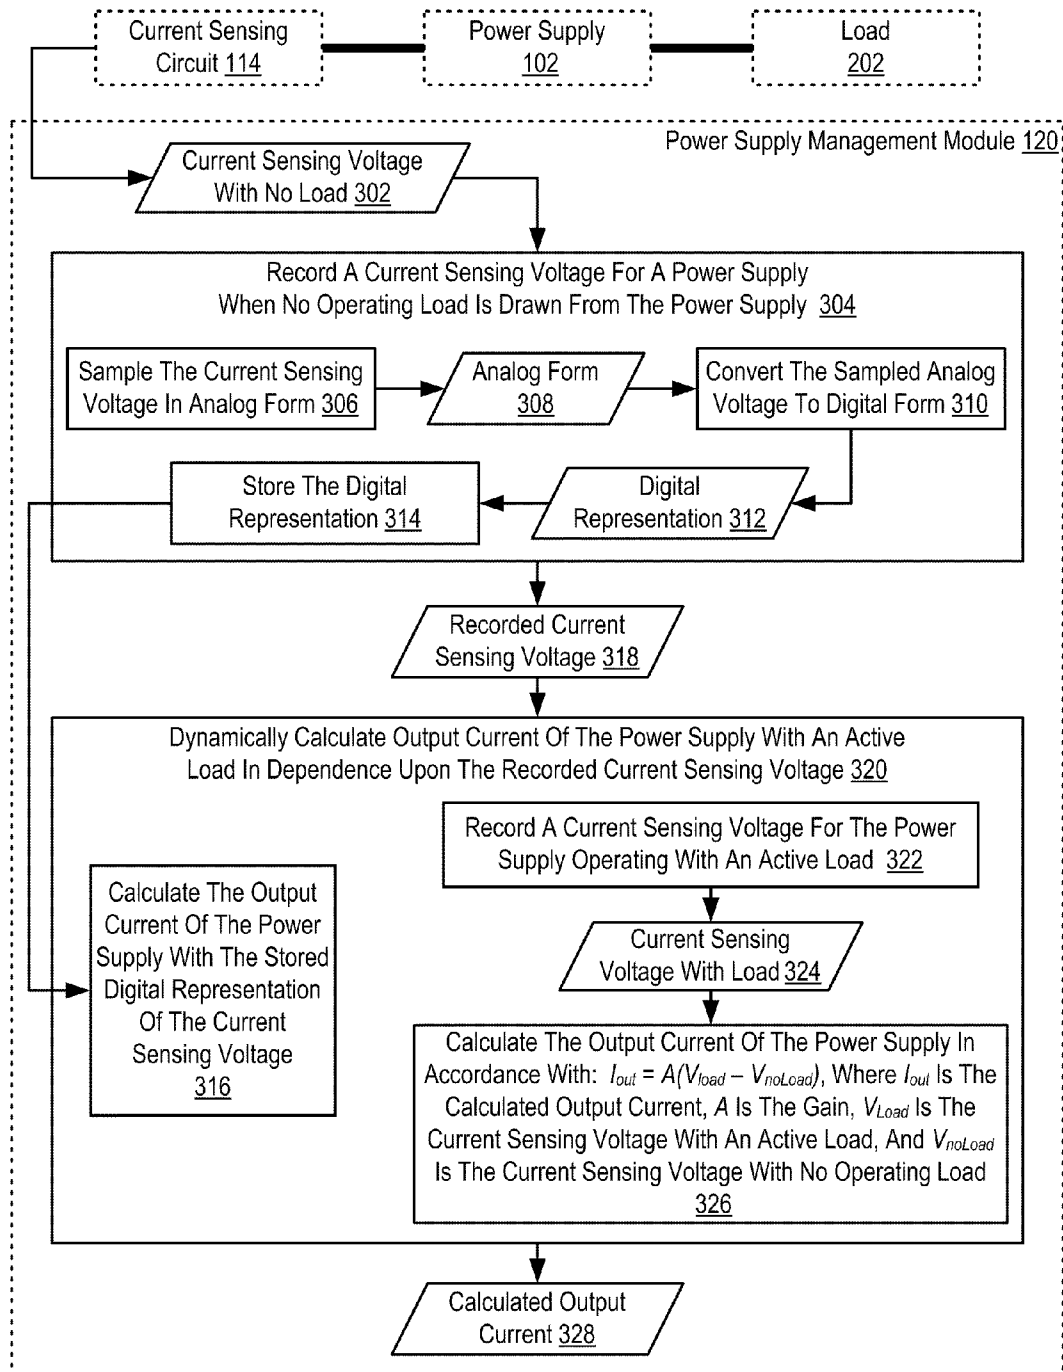 Current Sensing
Circuit 114
Power Supply
102
Load
202
Power Supply Management Module 120
Current Sensing Voltage
With No Load 302
Record A Current Sensing Voltage For A Power Supply
When No Operating Load Is Drawn From The Power Supply 304
Sample The Current Sensing
Voltage In Analog Form 306
Analog Form
308
Convert The Sampled Analog
Voltage To Digital Form 310
Store The Digital
Representation 314
Digital
Representation 312
Recorded Current
Sensing Voltage 318
Dynamically Calculate Output Current Of The Power Supply With An Active
Load In Dependence Upon The Recorded Current Sensing Voltage 320
Record A Current Sensing Voltage For The Power
Supply Operating With An Active Load 322
Calculate The Output
Current Of The Power
Supply With The Stored
Digital Representation
Of The Current
Sensing Voltage
316
Current Sensing
Voltage With Load 324
Calculate The Output Current Of The Power Supply In
Accordance With: Iout = A(Vload – VnoLoad), Where Iout Is The
Calculated Output Current, A Is The Gain, VLoad Is The
Current Sensing Voltage With An Active Load, And VnoLoad
Is The Current Sensing Voltage With No Operating Load
326
Calculated Output
Current 328